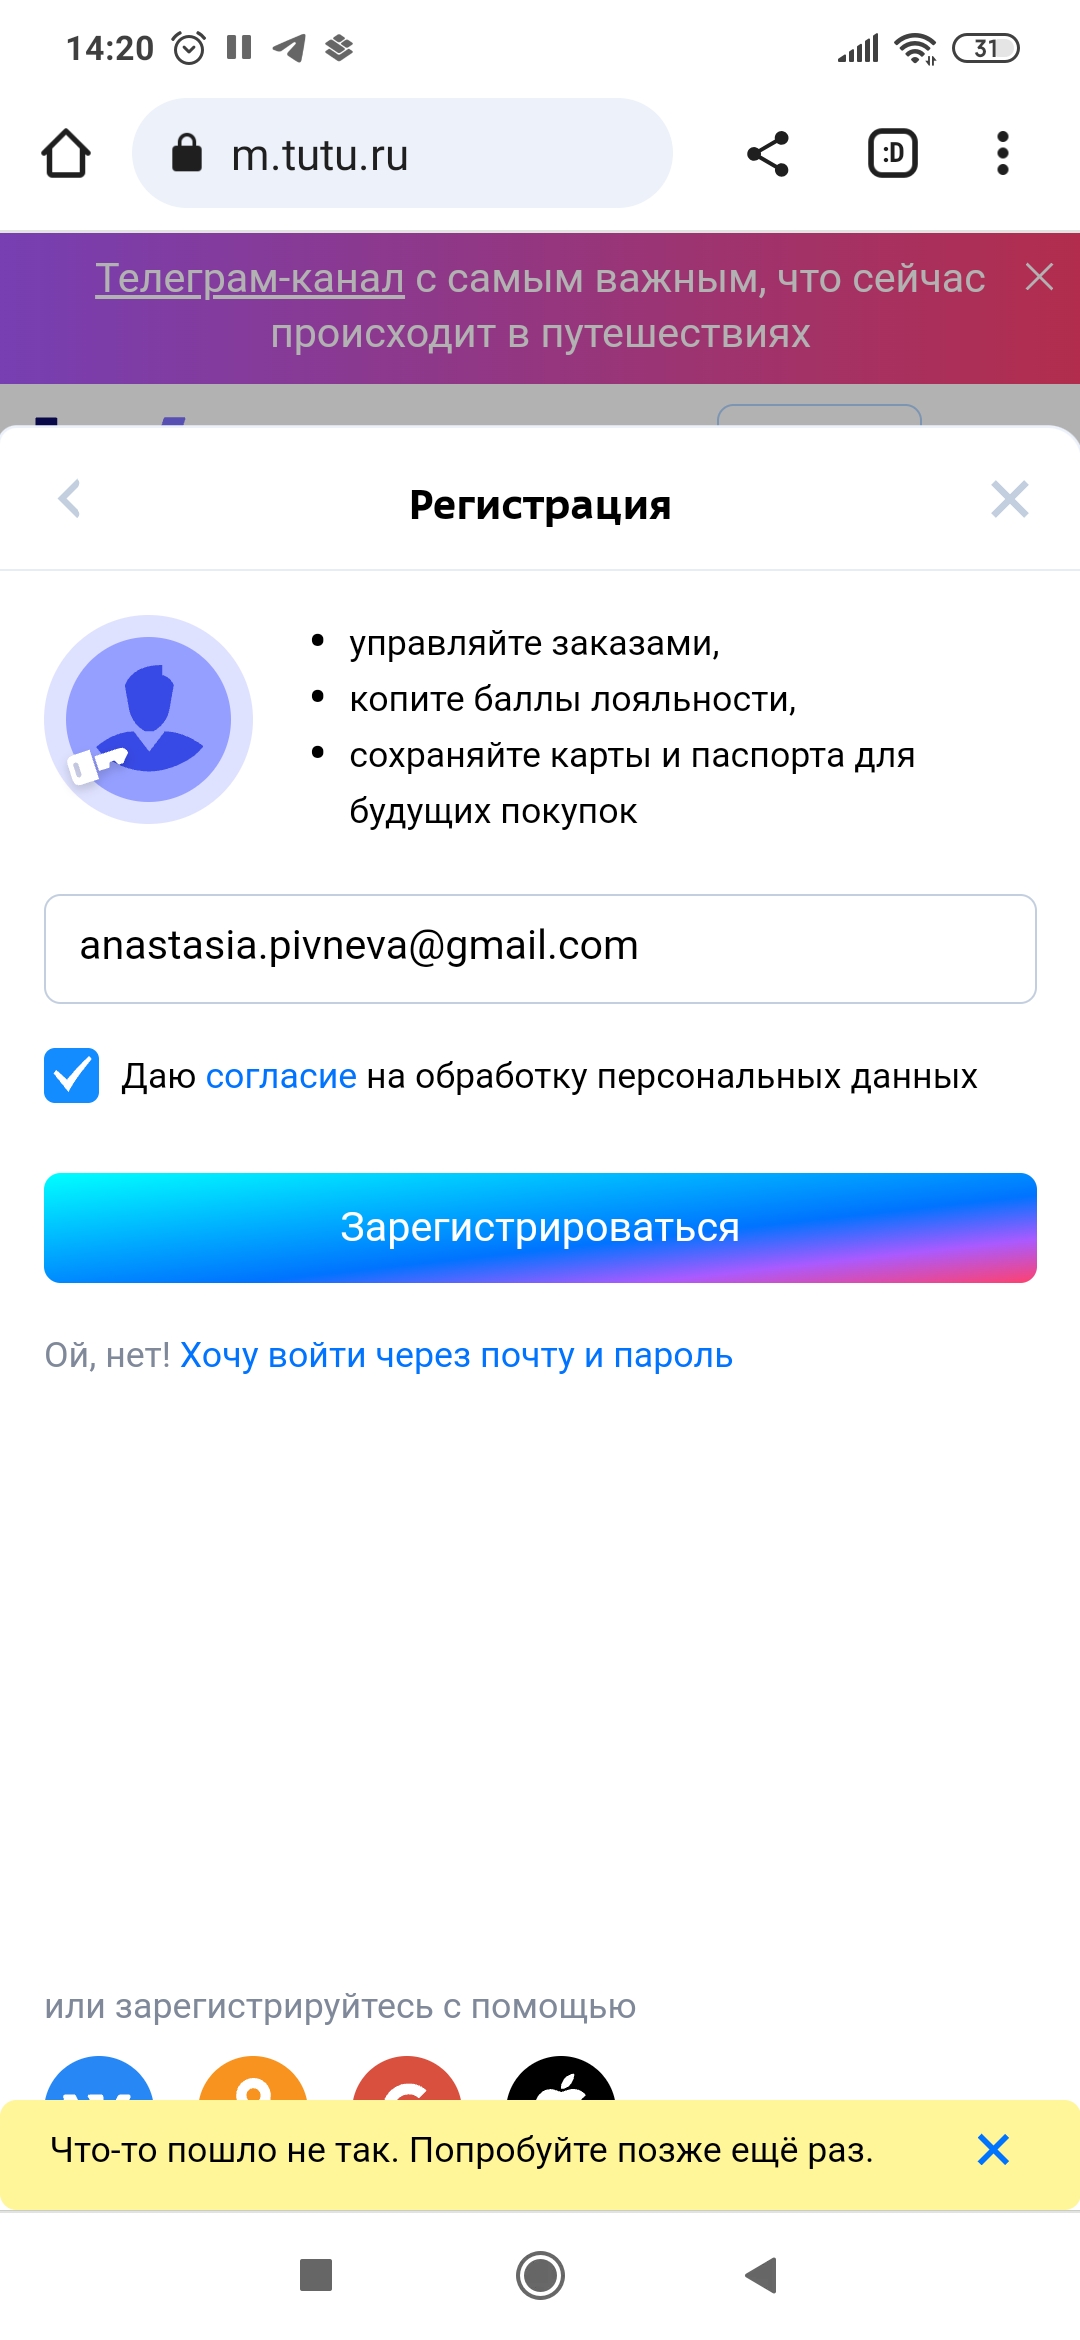 14:20
31
m.tutu.ru
:D
Телеграм-канал с самым важным, что сейчас
происходит в путешествиях
Регистрация
• управляйте заказами,
• копите баллы лояльности,
• сохраняйте карты и паспорта для
будущих покупок
anastasia.pivneva@gmail.com
Даю согласие на обработку персональных данных
Зарегистрироваться
Ой, нет! Хочу войти через почту и пароль
или зарегистрируйтесь с помощью
Что-то пошло не так. Попробуйте позже ещё раз.